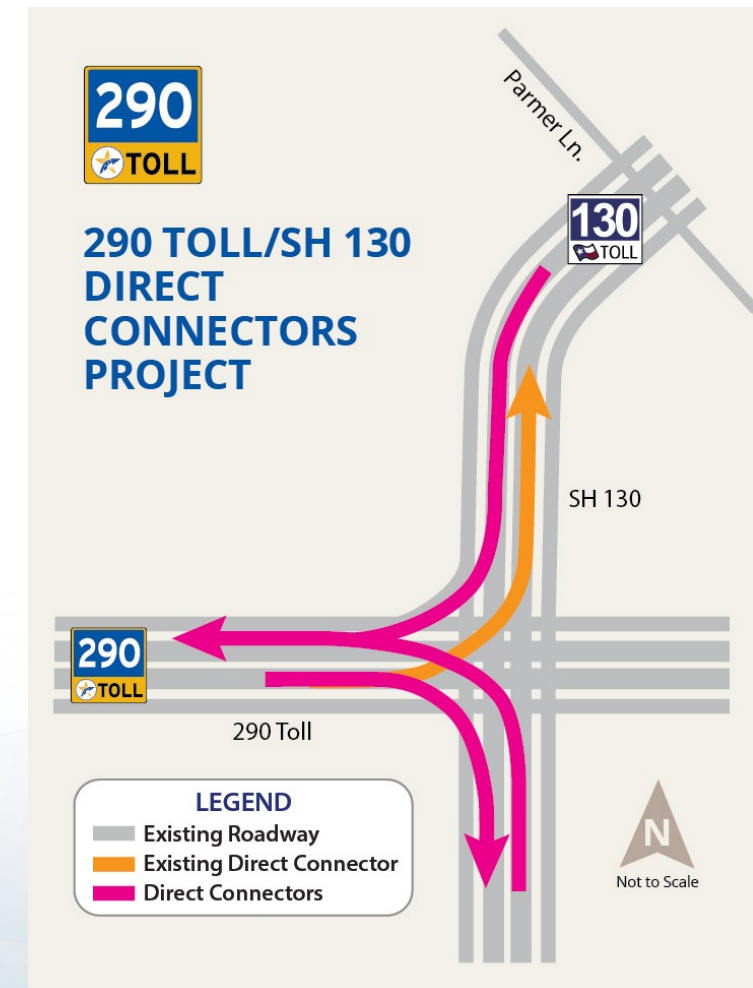 290
TOLL
290 TOLL/SH 130
DIRECT
CONNECTORS
PROJECT
Parmer Ln.
130
TOLL
SH 130
290
TOLL
290 Toll
LEGEND
Existing Roadway
Existing Direct Connector
Direct Connectors
N
Not to Scale